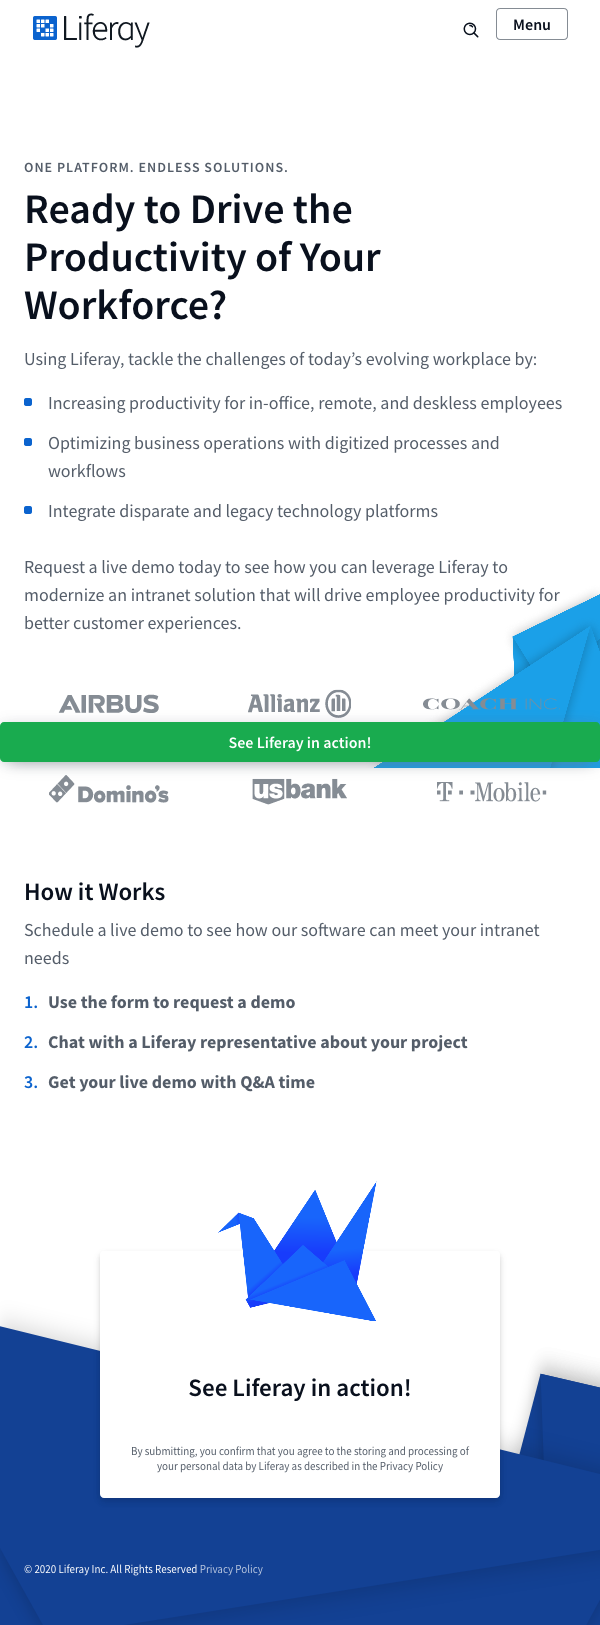 Liferay
Menu
ONE PLATFORM. ENDLESS SOLUTIONS.
Ready to Drive the
Productivity of Your
Workforce?
Using Liferay, tackle the challenges of today’s evolving workplace by:
Increasing productivity for in-office, remote, and deskless employees
Optimizing business operations with digitized processes and
workflows
Integrate disparate and legacy technology platforms
Request a live demo today to see how you can leverage Liferay to
modernize an intranet solution that will drive employee productivity for
better customer experiences.
AIRBUS Allianz COACH INC
See Liferay in action!
Domino's usbank T··Mobile·
How it Works
Schedule a live demo to see how our software can meet your intranet
needs
1. Use the form to request a demo
2. Chat with a Liferay representative about your project
3. Get your live demo with Q&A time
See Liferay in action!
By submitting, you confirm that you agree to the storing and processing of
your personal data by Liferay as described in the Privacy Policy
© 2020 Liferay Inc. All Rights Reserved Privacy Policy